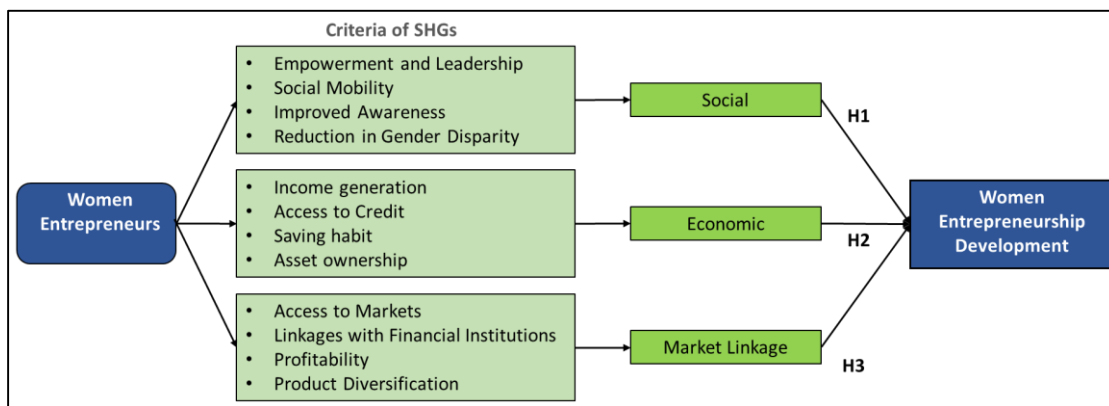 Criteria of SHGs
Women
Entrepreneurs
• Empowerment and Leadership
• Social Mobility
• Improved Awareness
• Reduction in Gender Disparity
Social
H1
• Income generation
• Access to Credit
• Saving habit
• Asset ownership
Economic
H2
• Access to Markets
• Linkages with Financial Institutions
• Profitability
• Product Diversification
Market Linkage
H3
Women
Entrepreneurship
Development